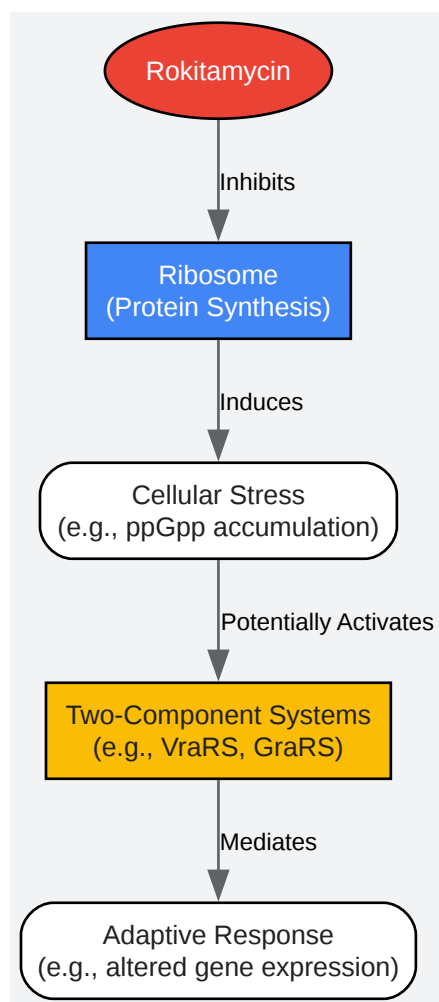 Rokitamycin
Inhibits
Ribosome
(Protein Synthesis)
Induces
Cellular Stress
(e.g., ppGpp accumulation)
Potentially Activates
Two-Component Systems
(e.g., VraRS, GraRS)
Mediates
Adaptive Response
(e.g., altered gene expression)